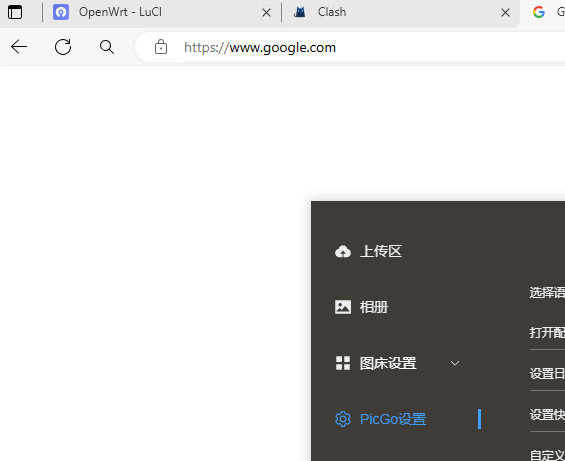 OpenWrt - LuCI
Clash
G
https://www.google.com
上传区
相册
图床设置
PicGo设置
选择语
打开配
设置日
设置快
自定义